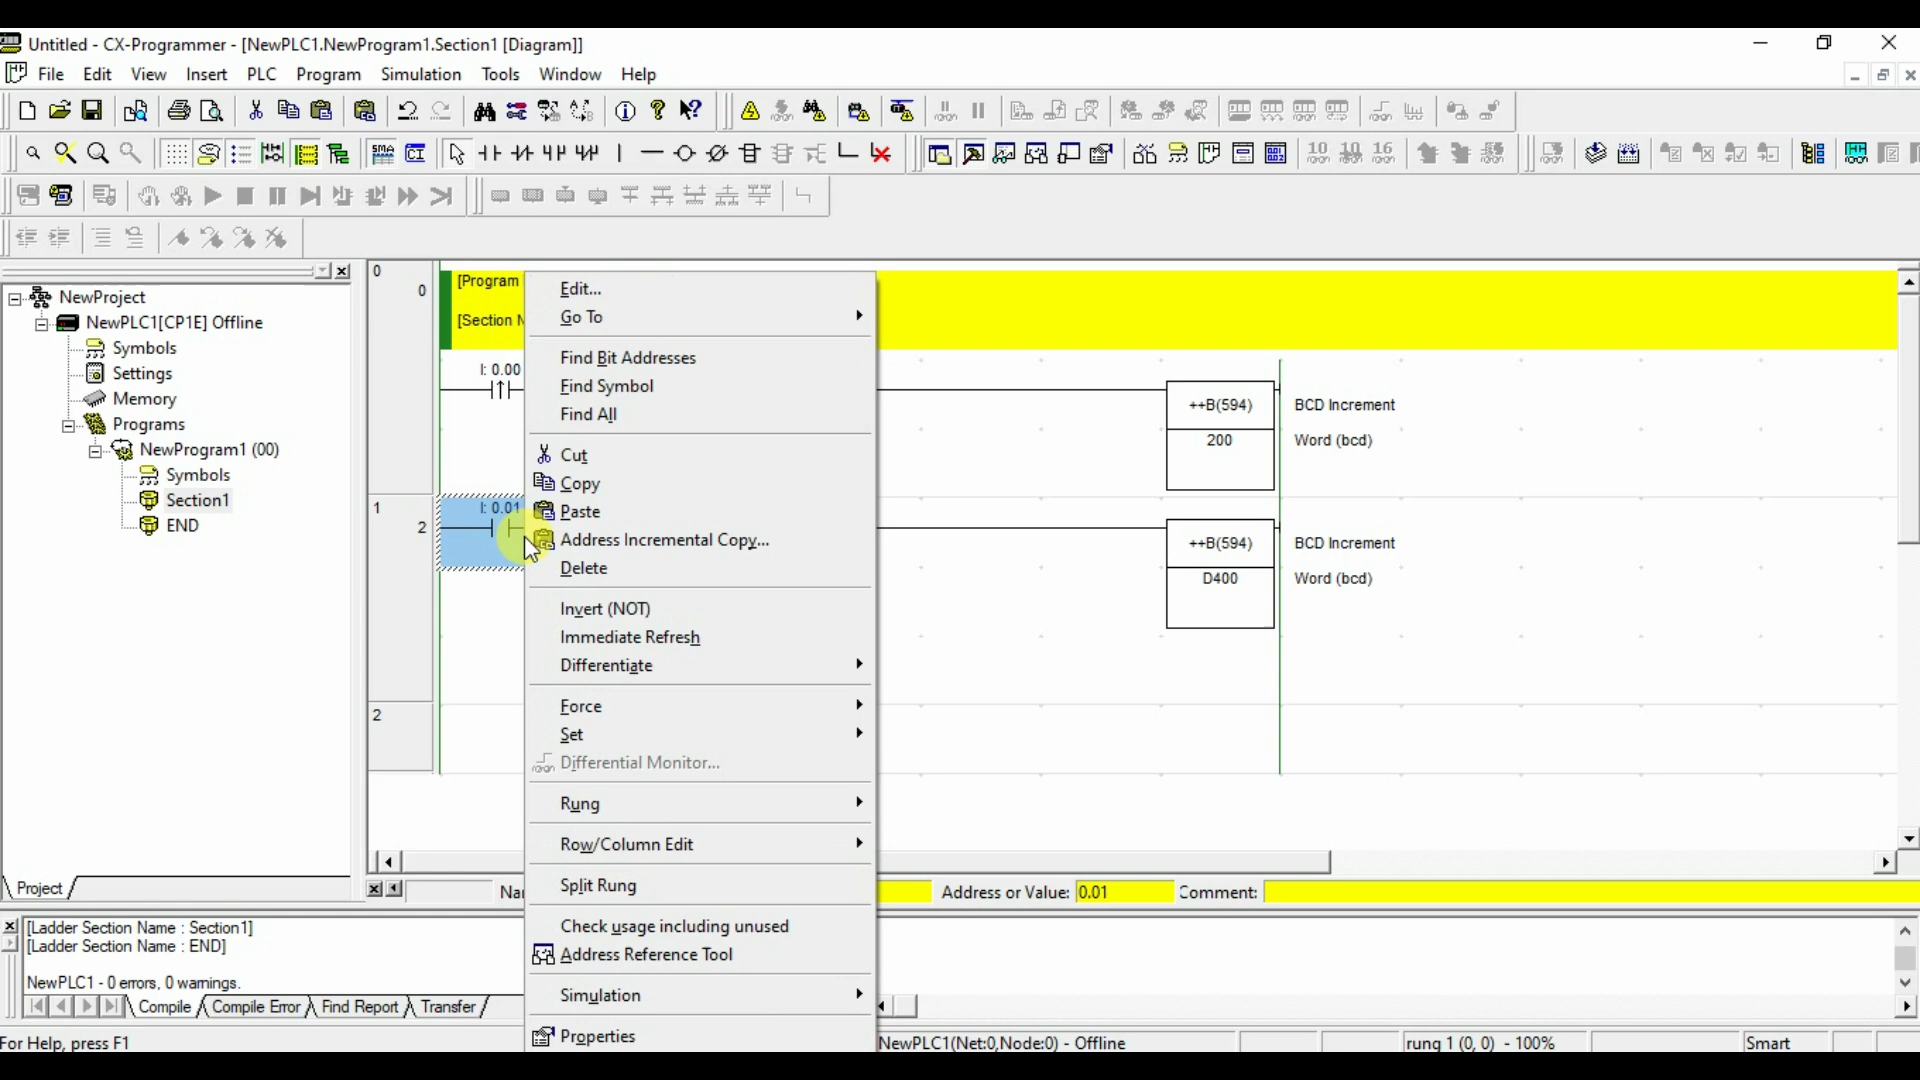 Untitled - CX-Programmer - [NewPLC1.NewProgram1.Section1 [Diagram]]
File Edit View Insert PLC Program Simulation Tools Window Help
SMA CI
10 10 16
NewProject
NewPLC1[CP1E] Offline
Symbols
Settings
Memory
Programs
NewProgram1 (00)
Symbols
Section1
END
Project
0
0
[Program
[Section N
I: 0.00
++B(594)
BCD Increment
200
Word (bcd)
1
2
I: 0.01
++B(594)
BCD Increment
D400
Word (bcd)
2
Edit...
Go To
Find Bit Addresses
Find Symbol
Find All
Cut
Copy
Paste
Address Incremental Copy...
Delete
Invert (NOT)
Immediate Refresh
Differentiate
Force
Set
Differential Monitor...
Rung
Row/Column Edit
Split Rung
Check usage including unused
Address Reference Tool
Simulation
Properties
Nar
Address or Value: 0.01 Comment:
[Ladder Section Name : Section1]
[Ladder Section Name : END]
NewPLC1 - 0 errors, 0 warnings.
Compile Compile Error Find Report Transfer
For Help, press F1
NewPLC1(Net:0,Node:0) - Offline
rung 1 (0, 0) - 100%
Smart